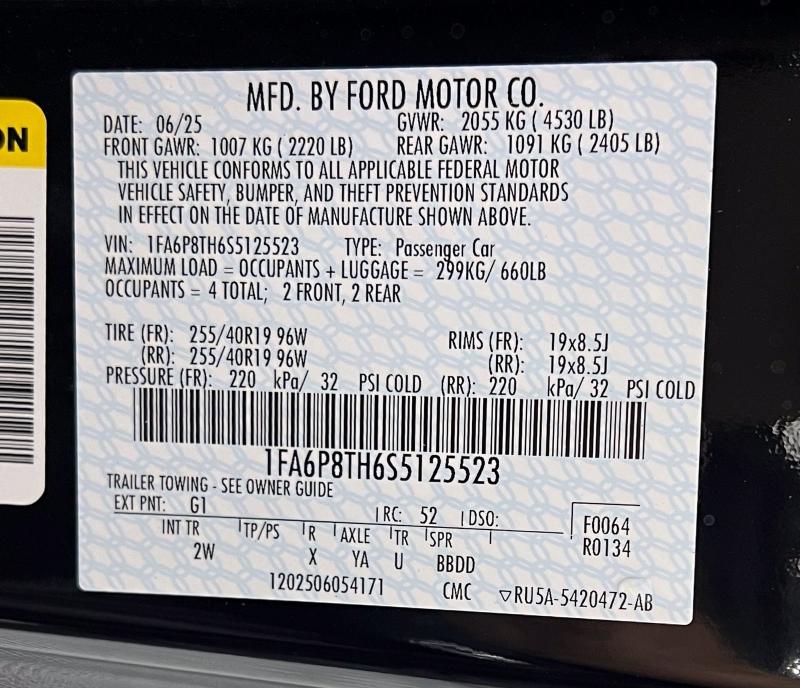 ON
MFD. BY FORD MOTOR CO.
DATE: 06/25 GVWR: 2055 KG ( 4530 LB)
FRONT GAWR: 1007 KG ( 2220 LB) REAR GAWR: 1091 KG ( 2405 LB)
THIS VEHICLE CONFORMS TO ALL APPLICABLE FEDERAL MOTOR
VEHICLE SAFETY, BUMPER, AND THEFT PREVENTION STANDARDS
IN EFFECT ON THE DATE OF MANUFACTURE SHOWN ABOVE.
VIN: 1FA6P8TH6S5125523 TYPE: Passenger Car
MAXIMUM LOAD = OCCUPANTS + LUGGAGE = 299KG/ 660LB
OCCUPANTS = 4 TOTAL; 2 FRONT, 2 REAR
TIRE (FR): 255/40R19 96W RIMS (FR): 19x8.5J
(RR): 255/40R19 96W (RR): 19x8.5J
PRESSURE (FR): 220 kPa/ 32 PSI COLD (RR): 220 kPa/ 32 PSI COLD
1FA6P8TH6S5125523
TRAILER TOWING - SEE OWNER GUIDE
EXT PNT: G1 RC: 52 DSO: F0064
INT TR TP/PS R AXLE TR SPR R0134
2W X YA U BBDD
1202506054171 CMC ▽RU5A-5420472-AB